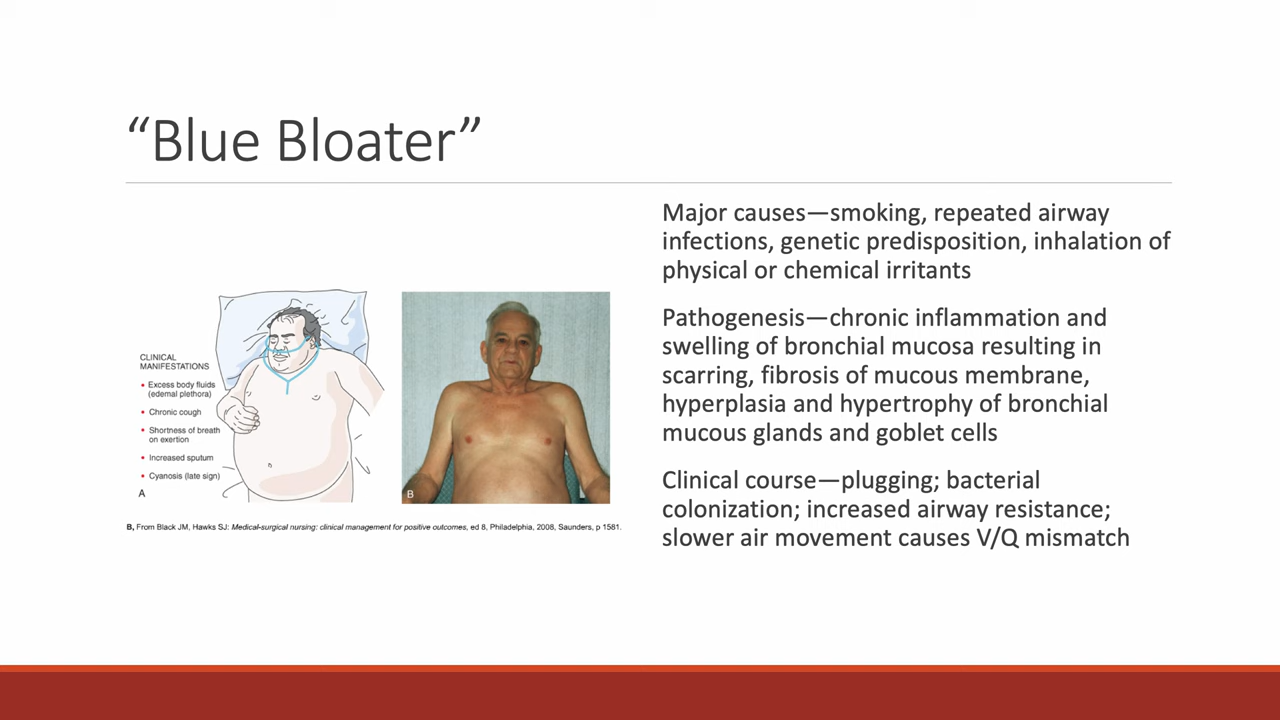 “Blue Bloater”
CLINICAL
MANIFESTATIONS
• Excess body fluids
(edemal plethora)
• Chronic cough
• Shortness of breath
on exertion
• Increased sputum
• Cyanosis (late sign)
A
B
B, From Black JM, Hawks SJ: Medical-surgical nursing: clinical management for positive outcomes, ed 8, Philadelphia, 2008, Saunders, p 1581.
Major causes—smoking, repeated airway
infections, genetic predisposition, inhalation of
physical or chemical irritants
Pathogenesis—chronic inflammation and
swelling of bronchial mucosa resulting in
scarring, fibrosis of mucous membrane,
hyperplasia and hypertrophy of bronchial
mucous glands and goblet cells
Clinical course—plugging; bacterial
colonization; increased airway resistance;
slower air movement causes V/Q mismatch